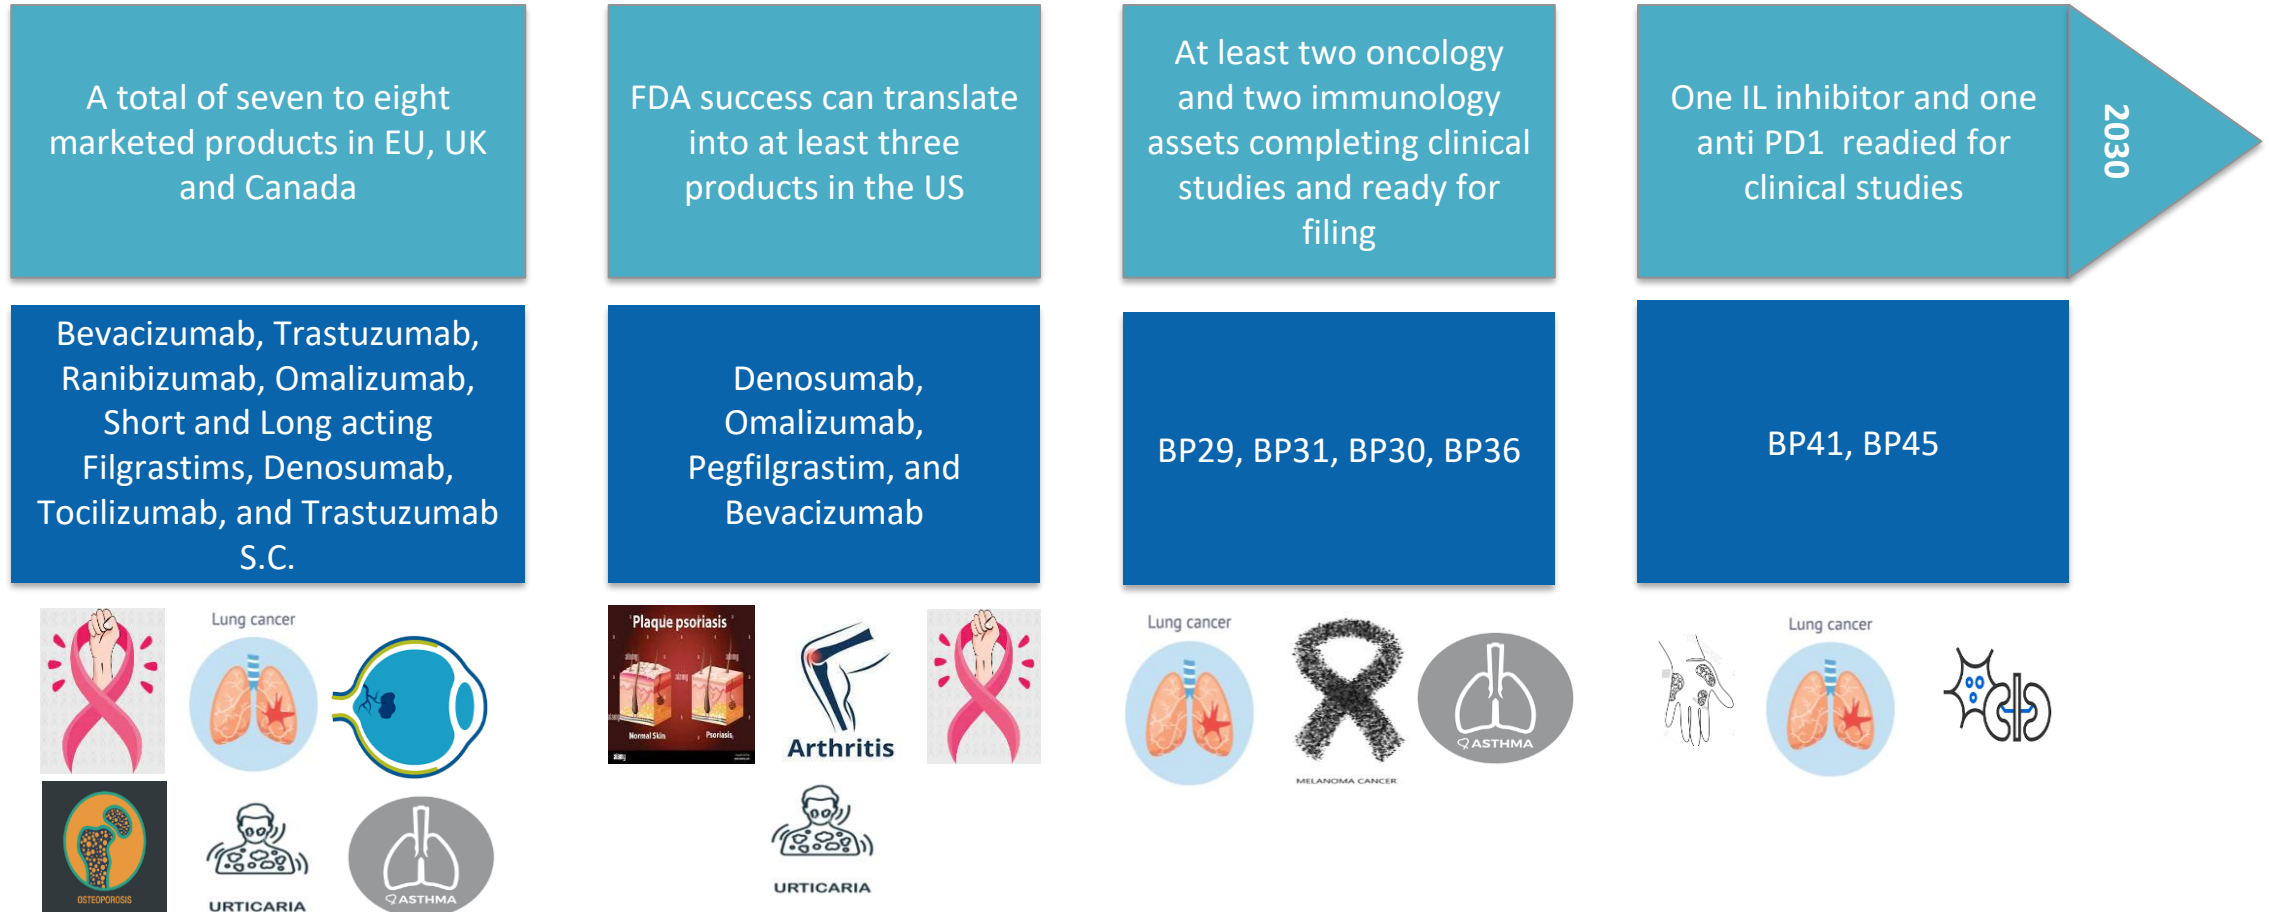 A total of seven to eight
marketed products in EU, UK
and Canada
FDA success can translate
into at least three
products in the US
At least two oncology
and two immunology
assets completing clinical
studies and ready for
filing
One IL inhibitor and one
anti PD1 readied for
clinical studies
2030
Bevacizumab, Trastuzumab,
Ranibizumab, Omalizumab,
Short and Long acting
Filgrastims, Denosumab,
Tocilizumab, and Trastuzumab
S.C.
Denosumab,
Omalizumab,
Pegfilgrastim, and
Bevacizumab
BP29, BP31, BP30, BP36
BP41, BP45
Lung cancer
OSTEOPOROSIS
URTICARIA
ASTHMA
Plaque psoriasis
Normal Skin
Psoriasis
Arthritis
URTICARIA
Lung cancer
MELANOMA CANCER
ASTHMA
Lung cancer